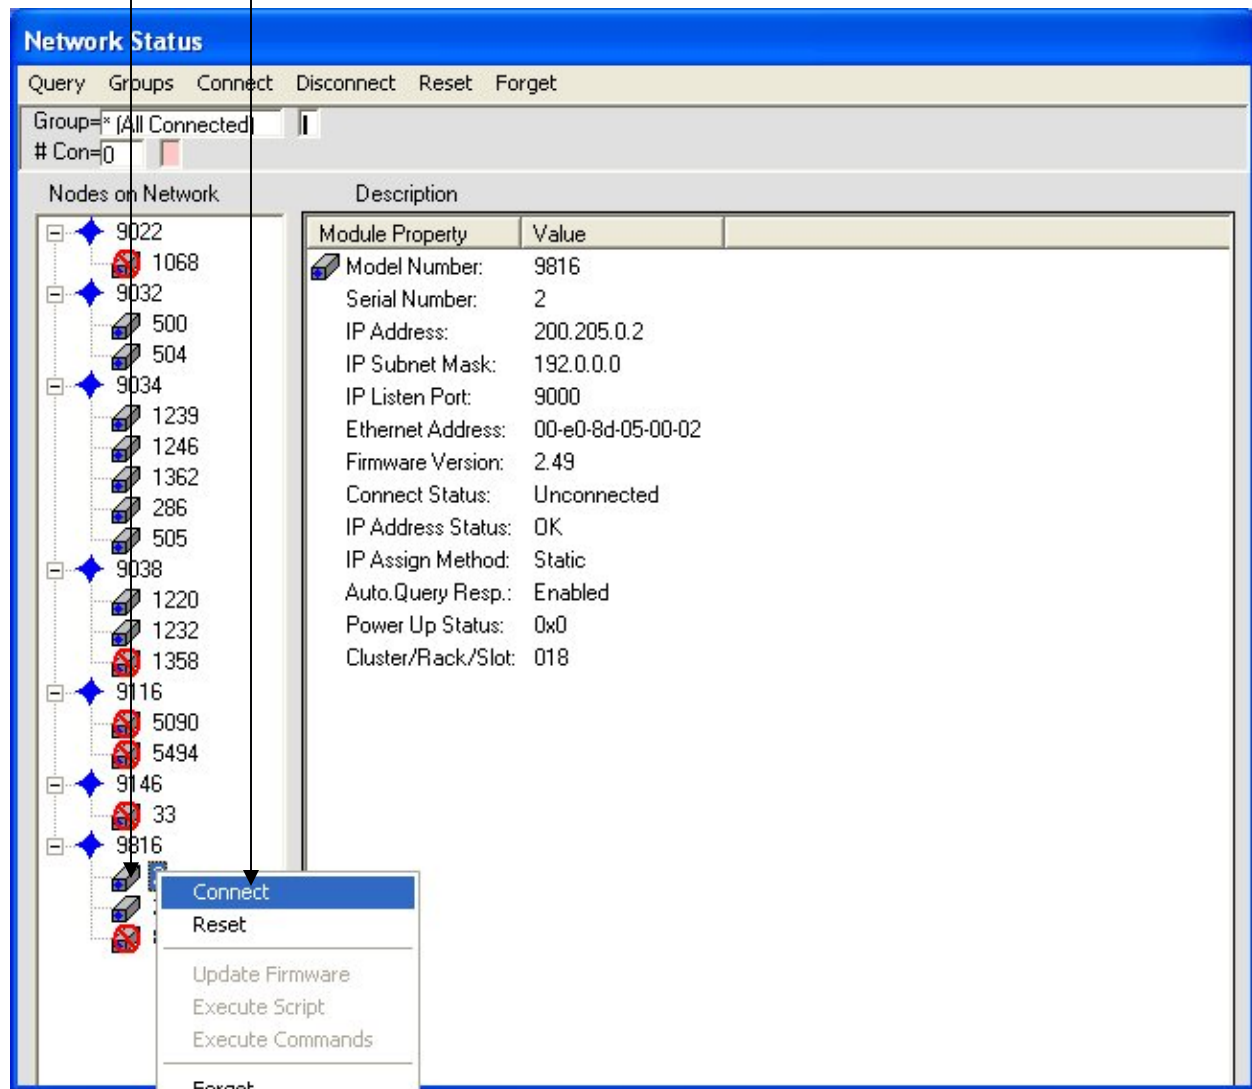 Network Status
Query Groups Connect Disconnect Reset Forget
Group= * (All Connected)
# Con= 0
Nodes on Network
Description
9022
1068
9032
500
504
9034
1239
1246
1362
286
505
9038
1220
1232
1358
9116
5090
5494
9146
33
9816
Module Property Value
Model Number: 9816
Serial Number: 2
IP Address: 200.205.0.2
IP Subnet Mask: 192.0.0.0
IP Listen Port: 9000
Ethernet Address: 00-e0-8d-05-00-02
Firmware Version: 2.49
Connect Status: Unconnected
IP Address Status: OK
IP Assign Method: Static
Auto.Query Resp.: Enabled
Power Up Status: 0x0
Cluster/Rack/Slot: 018
Connect
Reset
Update Firmware
Execute Script
Execute Commands
Forget